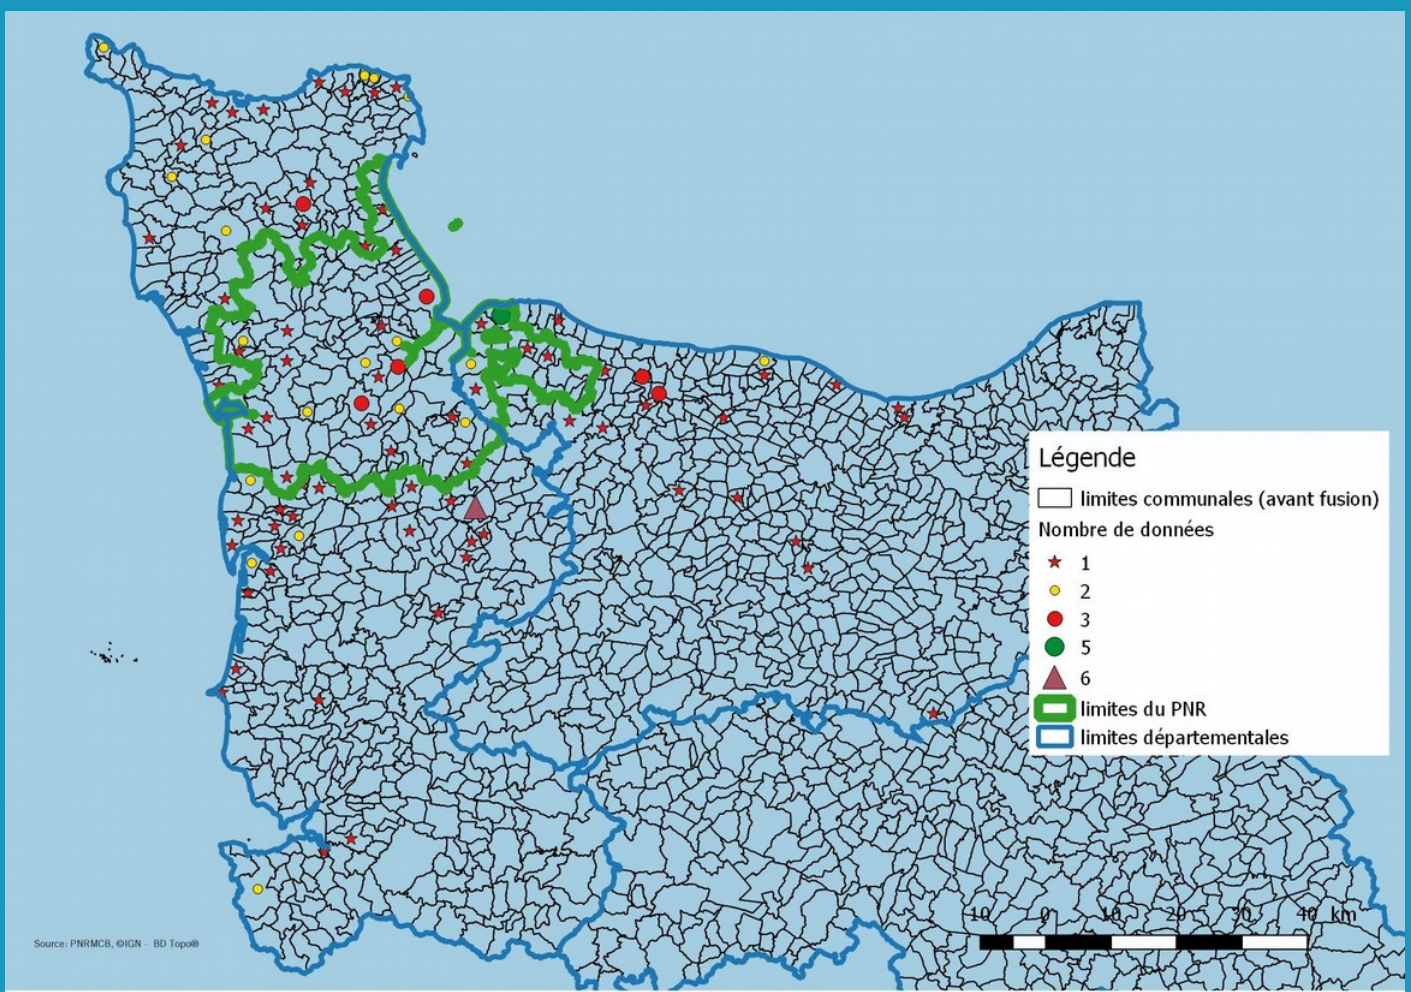 Légende
limites communales (avant fusion)
Nombre de données
1
2
3
5
6
limites du PNR
limites départementales
10 0 10 20 30 40 km
Source: PNRMCB, ©IGN - BD Topo®